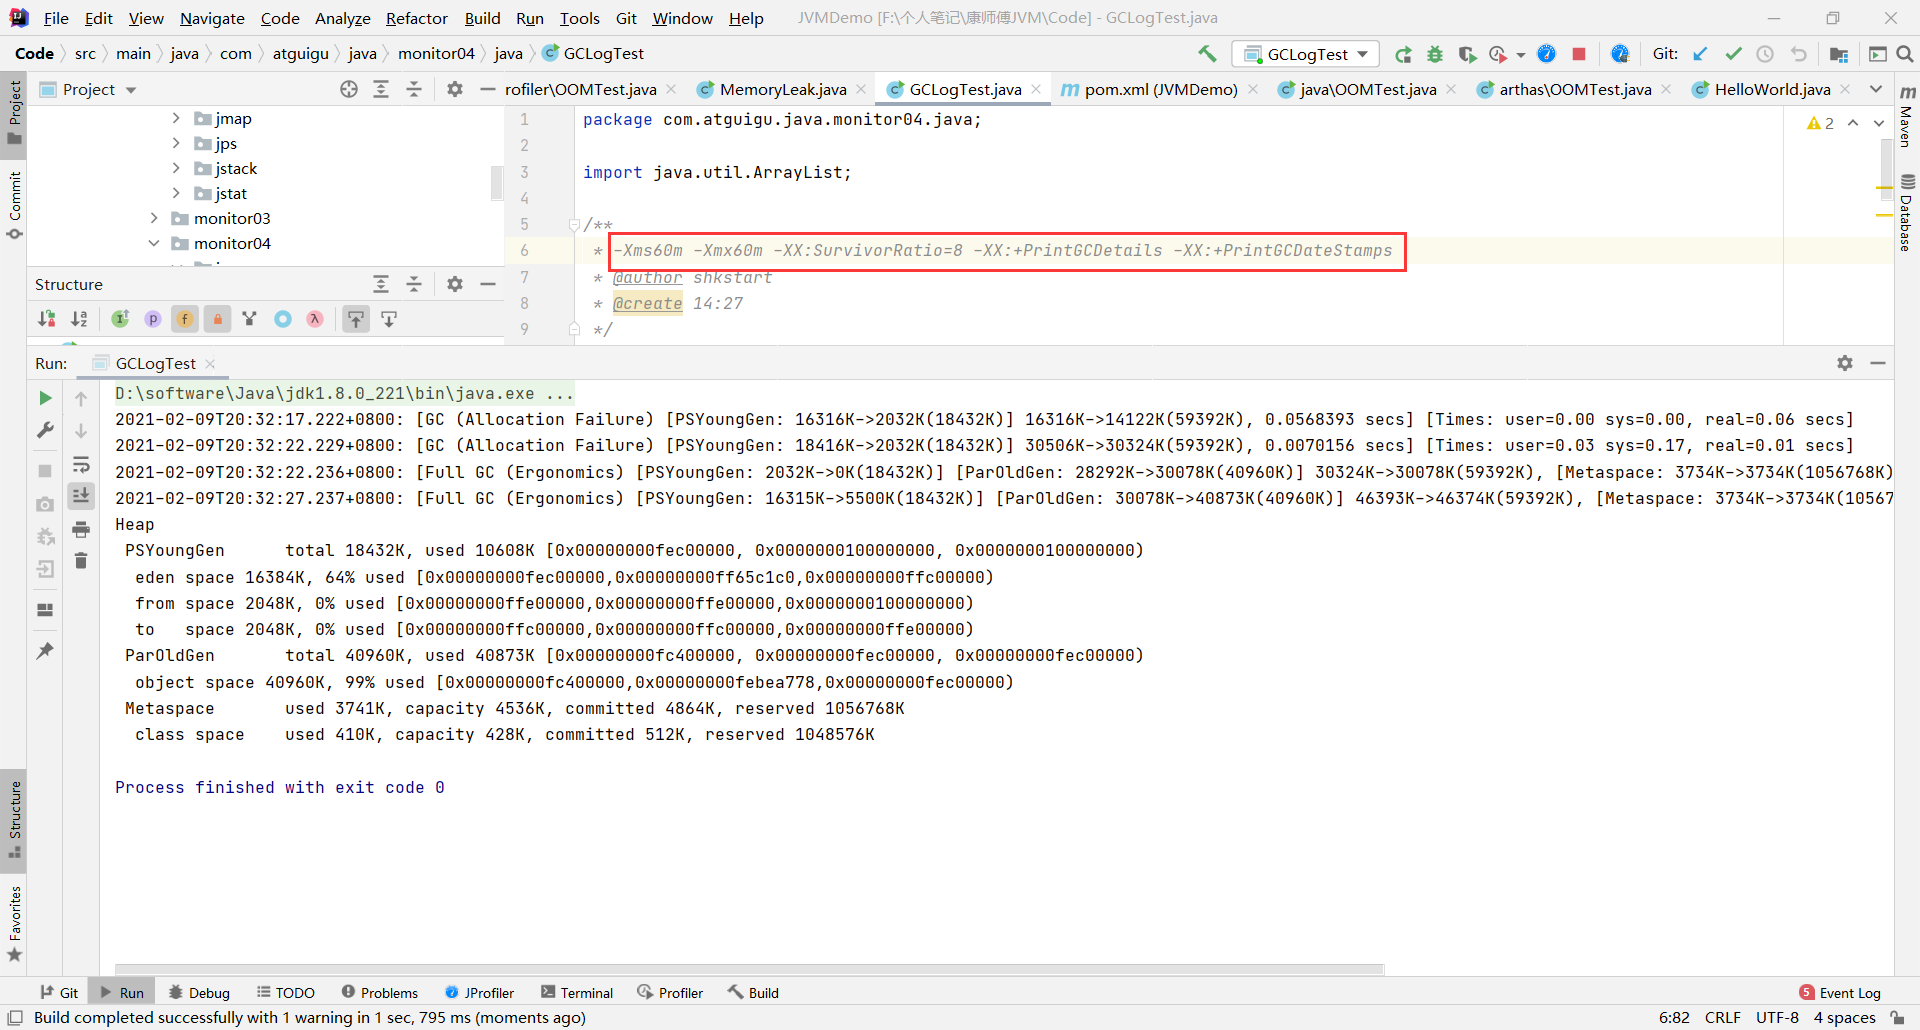 File Edit View Navigate Code Analyze Refactor Build Run Tools Git Window Help JVMDemo [F:\个人笔记\康师傅JVM\Code] - GCLogTest.java
Code src main java com atguigu java monitor04 java GCLogTest GCLogTest Git:
Project rofiler\OOMTest.java MemoryLeak.java GCLogTest.java pom.xml (JVMDemo) java\OOMTest.java arthas\OOMTest.java HelloWorld.java
jmap
jps
jstack
jstat
monitor03
monitor04
Structure
1 package com.atguigu.java.monitor04.java;
2
3 import java.util.ArrayList;
4
5 /**
6 * -Xms60m -Xmx60m -XX:SurvivorRatio=8 -XX:+PrintGCDetails -XX:+PrintGCDateStamps
7 * @author shkstart
8 * @create 14:27
9 */
2
Project
Commit
Structure
Favorites
Maven
Database
Run: GCLogTest
D:\software\Java\jdk1.8.0_221\bin\java.exe ...
2021-02-09T20:32:17.222+0800: [GC (Allocation Failure) [PSYoungGen: 16316K->2032K(18432K)] 16316K->14122K(59392K), 0.0568393 secs] [Times: user=0.00 sys=0.00, real=0.06 secs]
2021-02-09T20:32:22.229+0800: [GC (Allocation Failure) [PSYoungGen: 18416K->2032K(18432K)] 30506K->30324K(59392K), 0.0070156 secs] [Times: user=0.03 sys=0.17, real=0.01 secs]
2021-02-09T20:32:22.236+0800: [Full GC (Ergonomics) [PSYoungGen: 2032K->0K(18432K)] [ParOldGen: 28292K->30078K(40960K)] 30324K->30078K(59392K), [Metaspace: 3734K->3734K(1056768K)
2021-02-09T20:32:27.237+0800: [Full GC (Ergonomics) [PSYoungGen: 16315K->5500K(18432K)] [ParOldGen: 30078K->40873K(40960K)] 46393K->46374K(59392K), [Metaspace: 3734K->3734K(10567
Heap
PSYoungGen total 18432K, used 10608K [0x00000000fec00000, 0x0000000100000000, 0x0000000100000000)
eden space 16384K, 64% used [0x00000000fec00000,0x00000000ff65c1c0,0x00000000ffc00000)
from space 2048K, 0% used [0x00000000ffe00000,0x00000000ffe00000,0x0000000100000000)
to space 2048K, 0% used [0x00000000ffc00000,0x00000000ffc00000,0x00000000ffe00000)
ParOldGen total 40960K, used 40873K [0x00000000fc400000, 0x00000000fec00000, 0x00000000fec00000)
object space 40960K, 99% used [0x00000000fc400000,0x00000000febea778,0x00000000fec00000)
Metaspace used 3741K, capacity 4536K, committed 4864K, reserved 1056768K
class space used 410K, capacity 428K, committed 512K, reserved 1048576K
Process finished with exit code 0
Git Run Debug TODO Problems JProfiler Terminal Profiler Build 5 Event Log
Build completed successfully with 1 warning in 1 sec, 795 ms (moments ago) 6:82 CRLF UTF-8 4 spaces